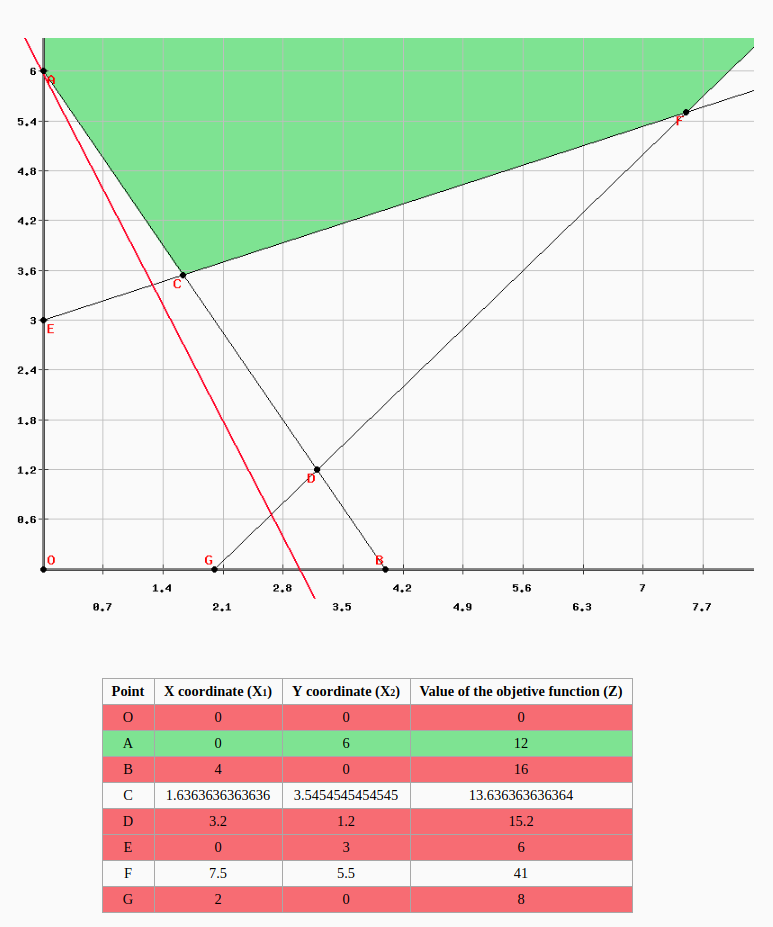 6
A
5.4
F
4.8
4.2
3.6
C
3
E
2.4
1.8
1.2
D
0.6
O
G
B
1.4
2.8
4.2
5.6
7
0.7
2.1
3.5
4.9
6.3
7.7
Point X coordinate (X1) Y coordinate (X2) Value of the objetive function (Z)
O 0 0 0
A 0 6 12
B 4 0 16
C 1.6363636363636 3.5454545454545 13.636363636364
D 3.2 1.2 15.2
E 0 3 6
F 7.5 5.5 41
G 2 0 8